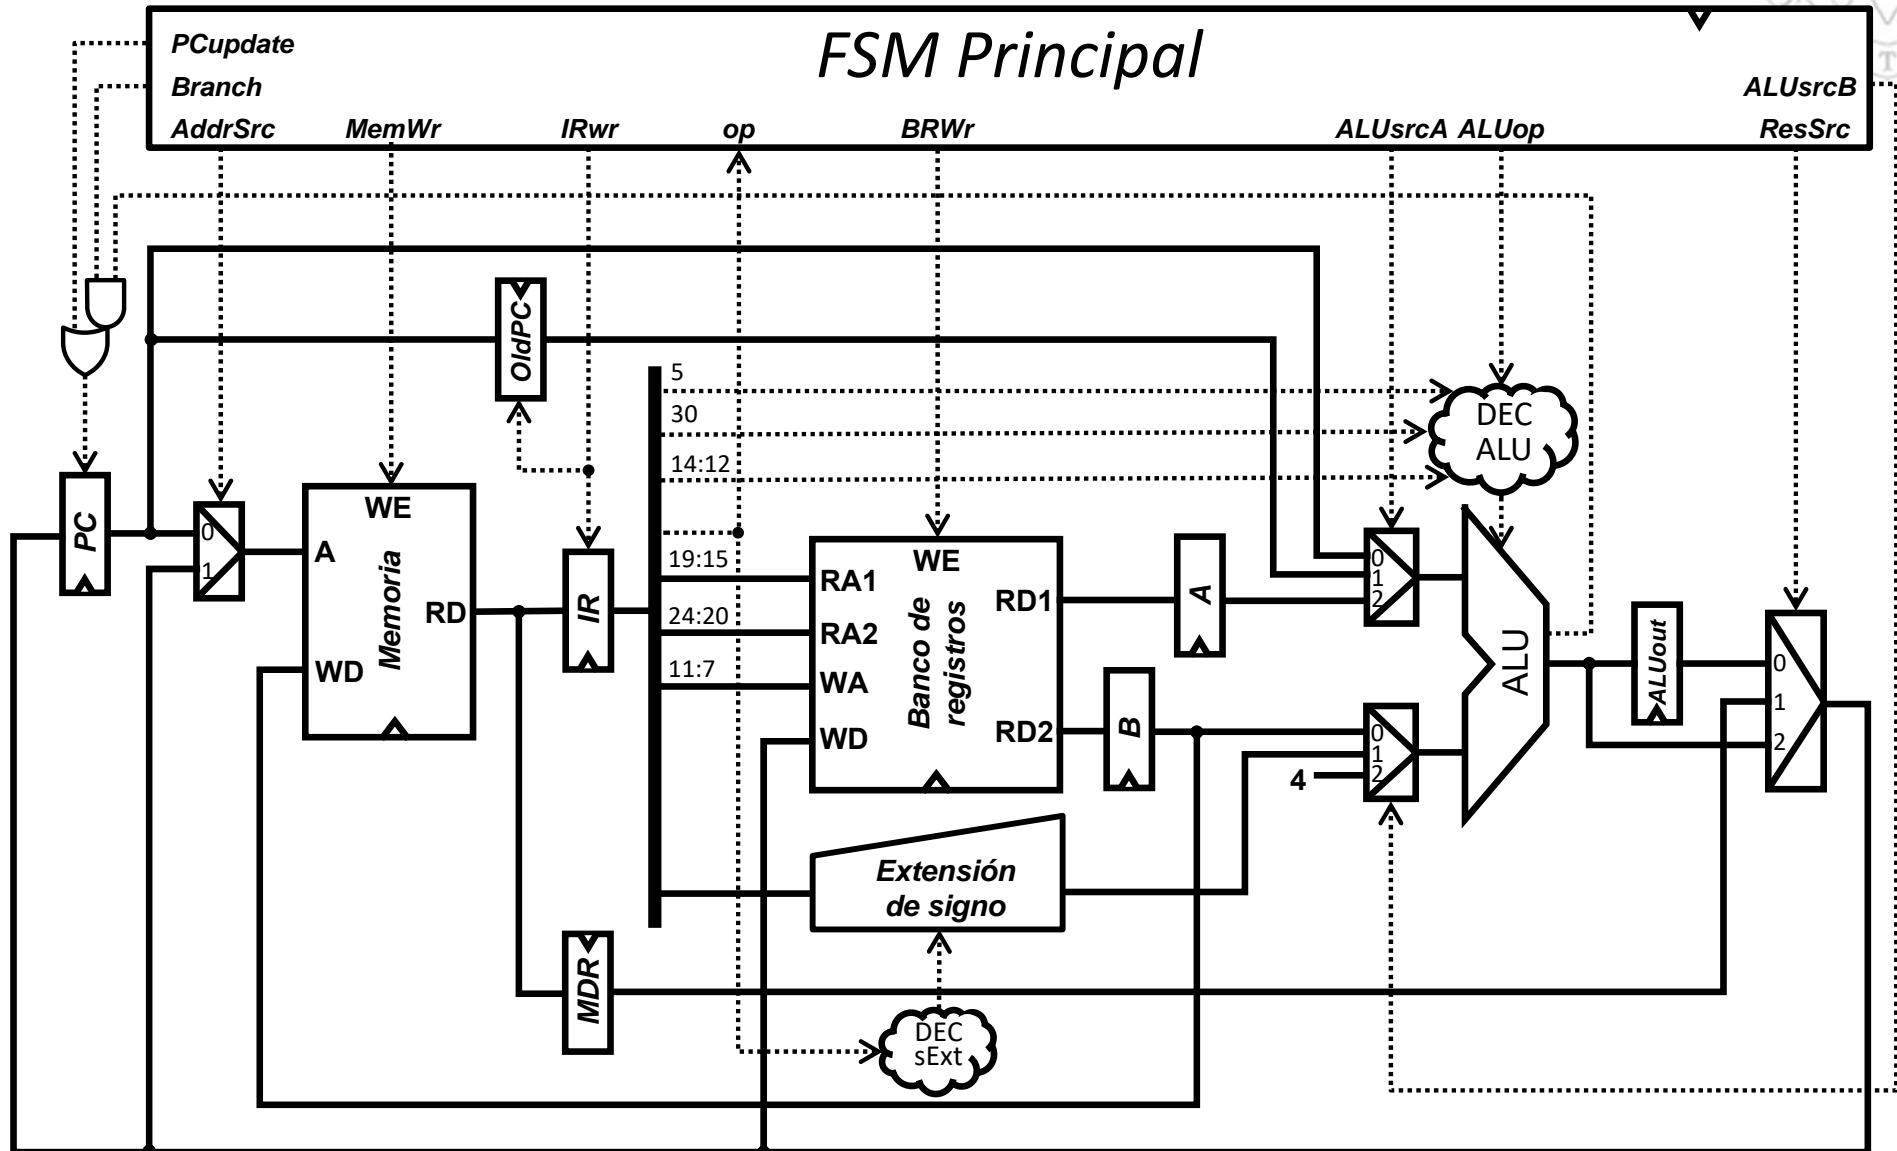 FSM Principal
PCupdate
Branch
ALUsrcB
AddrSrc MemWr IRwr op BRWr ALUsrcA ALUop ResSrc
OldPC
5
30
14:12
DEC
ALU
PC
0
1
WE
A
Memoria
RD
WD
IR
19:15
24:20
11:7
WE
RA1
RA2
WA
WD
Banco de
registros
RD1
RD2
A
B
0
1
2
0
1
2
4
ALU
ALUout
0
1
2
Extensión
de signo
MDR
DEC
sExt
T